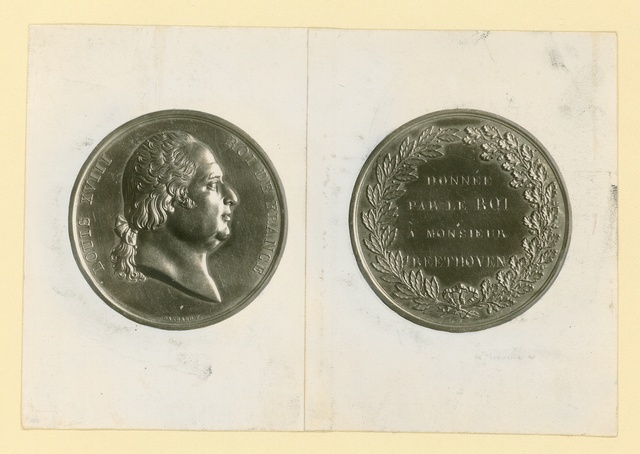 LOUIS XVIII ROI DE FRANCE
DONNÉE
PAR LE ROI
À MONSIEUR
BEETHOVEN